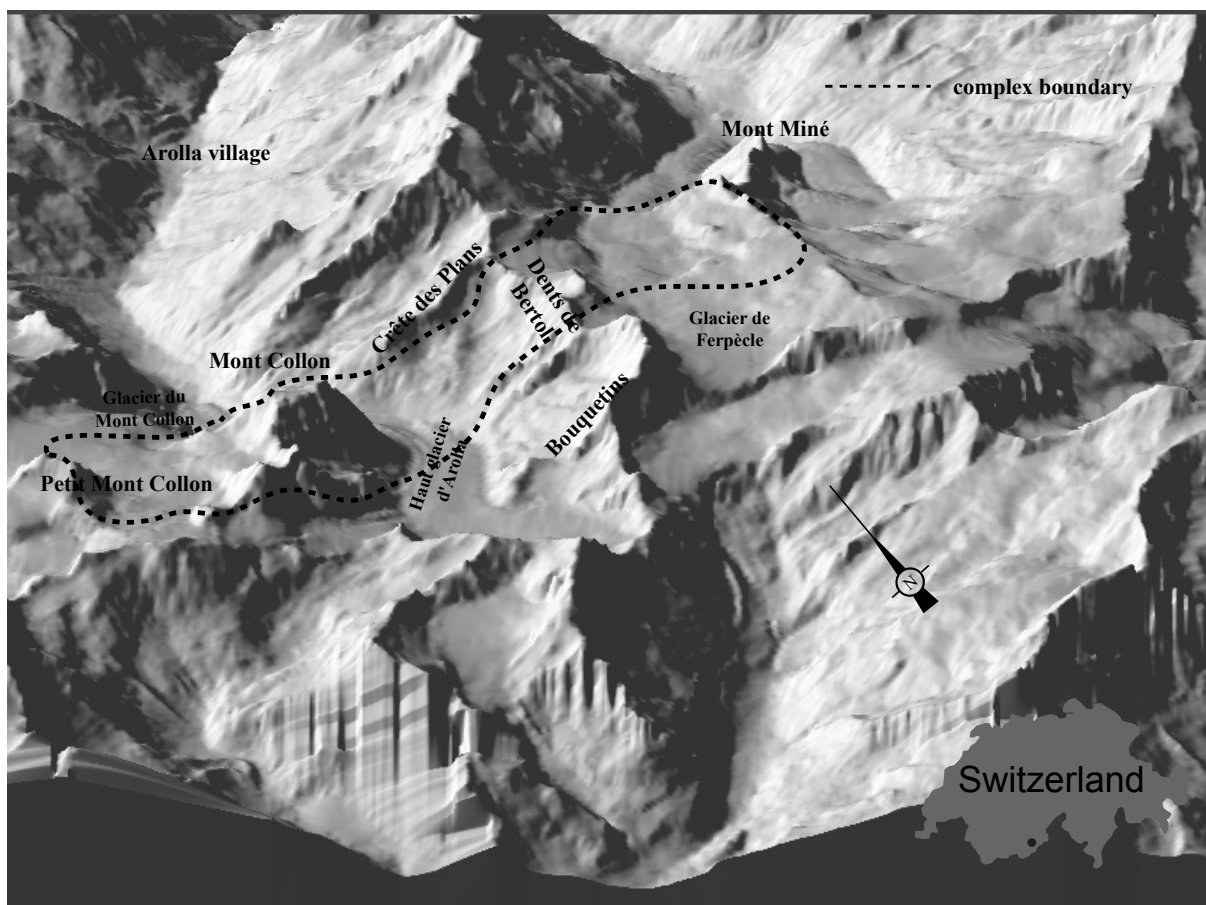 complex boundary
Mont Miné
Arolla village
Crête des Plans
Dents de
Bertol
Mont Collon
Glacier de
Ferpècle
Glacier du
Mont Collon
Bouquetins
Haut glacier
d'Arolla
Petit Mont Collon
N
Switzerland